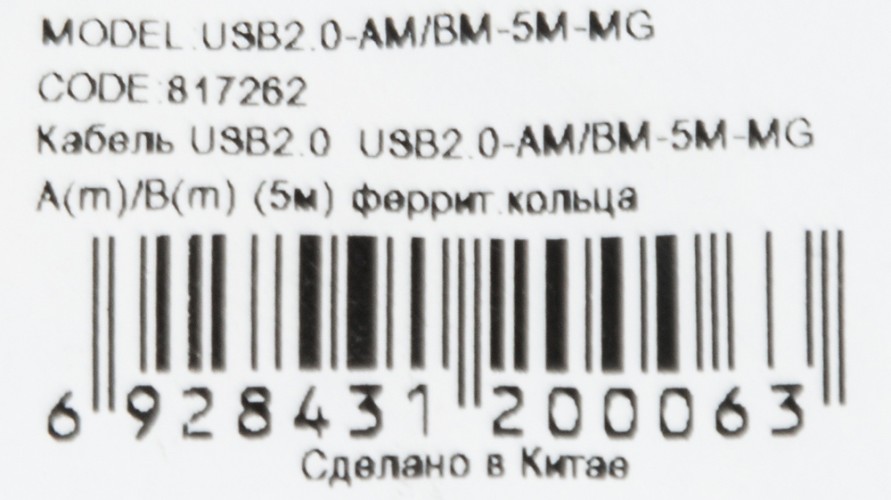 MODEL:USB2.0-AM/BM-5M-MG
CODE:817262
Кабель USB2.0 USB2.0-AM/BM-5M-MG
A(m)/B(m) (5м) феррит.кольца
6 928431 200063
Сделано в Китае